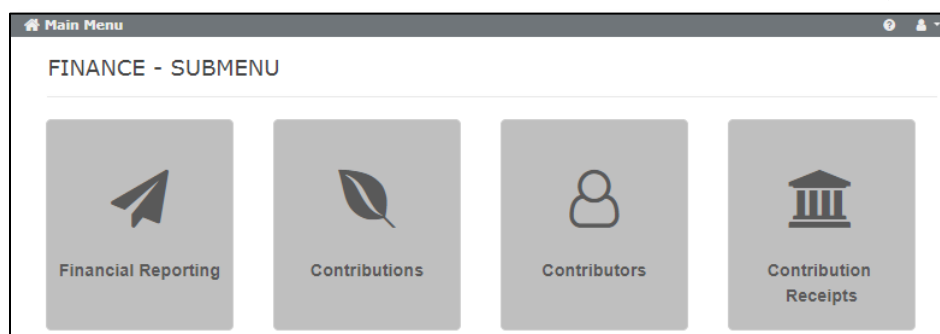 Main Menu
FINANCE - SUBMENU
Financial Reporting
Contributions
Contributors
Contribution
Receipts